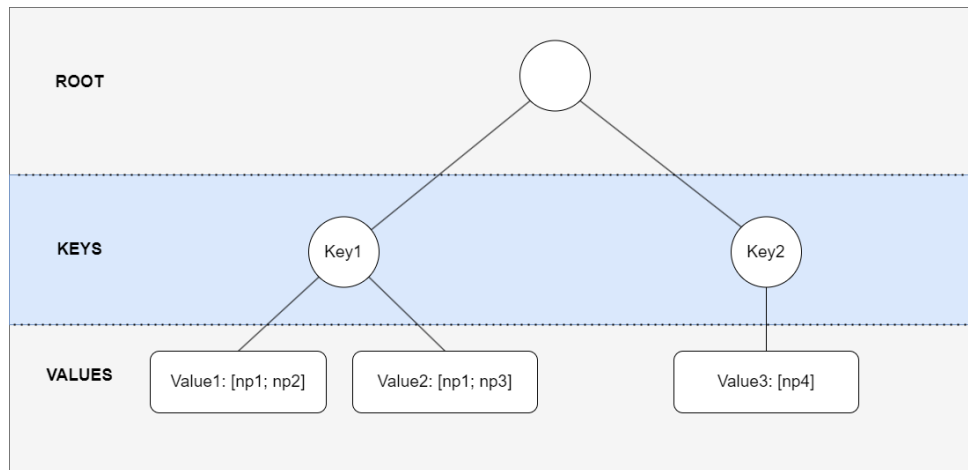 ROOT
KEYS
Key1
Key2
VALUES
Value1: [np1; np2]
Value2: [np1; np3]
Value3: [np4]